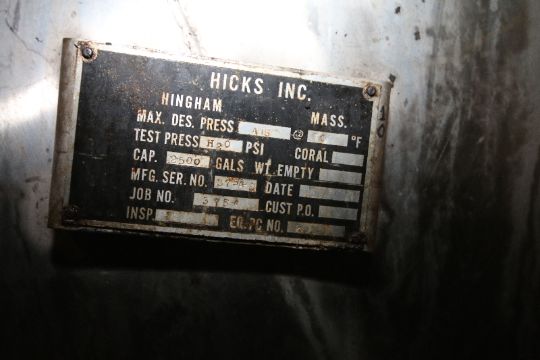 HICKS INC.
HINGHAM MASS.
MAX. DES. PRESS @ °F
TEST PRESS H2O PSI CORAL
CAP. 2500 GALS WT. EMPTY
MFG. SER. NO. DATE
JOB NO. CUST P.O.
INSP. EQ. PC NO.